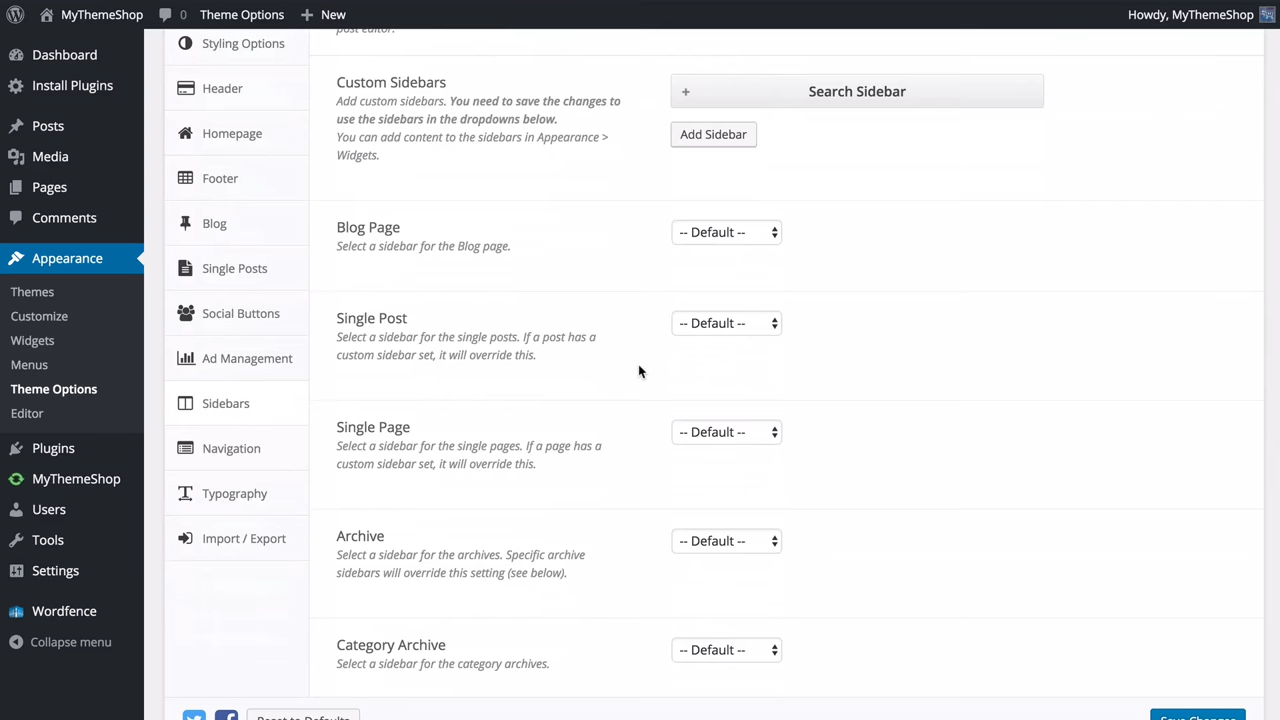 MyThemeShop
0
Theme Options
New
Howdy, MyThemeShop
Dashboard
Install Plugins
Posts
Media
Pages
Comments
Appearance
Themes
Customize
Widgets
Menus
Theme Options
Editor
Plugins
MyThemeShop
Users
Tools
Settings
Wordfence
Collapse menu
Styling Options
Header
Homepage
Footer
Blog
Single Posts
Social Buttons
Ad Management
Sidebars
Navigation
Typography
Import / Export
post editor.
Custom Sidebars
Add custom sidebars. You need to save the changes to
use the sidebars in the dropdowns below.
You can add content to the sidebars in Appearance >
Widgets.
+ Search Sidebar
Add Sidebar
Blog Page
Select a sidebar for the Blog page.
-- Default --
Single Post
Select a sidebar for the single posts. If a post has a
custom sidebar set, it will override this.
-- Default --
Single Page
Select a sidebar for the single pages. If a page has a
custom sidebar set, it will override this.
-- Default --
Archive
Select a sidebar for the archives. Specific archive
sidebars will override this setting (see below).
-- Default --
Category Archive
Select a sidebar for the category archives.
-- Default --
Reset to Defaults
Save Changes